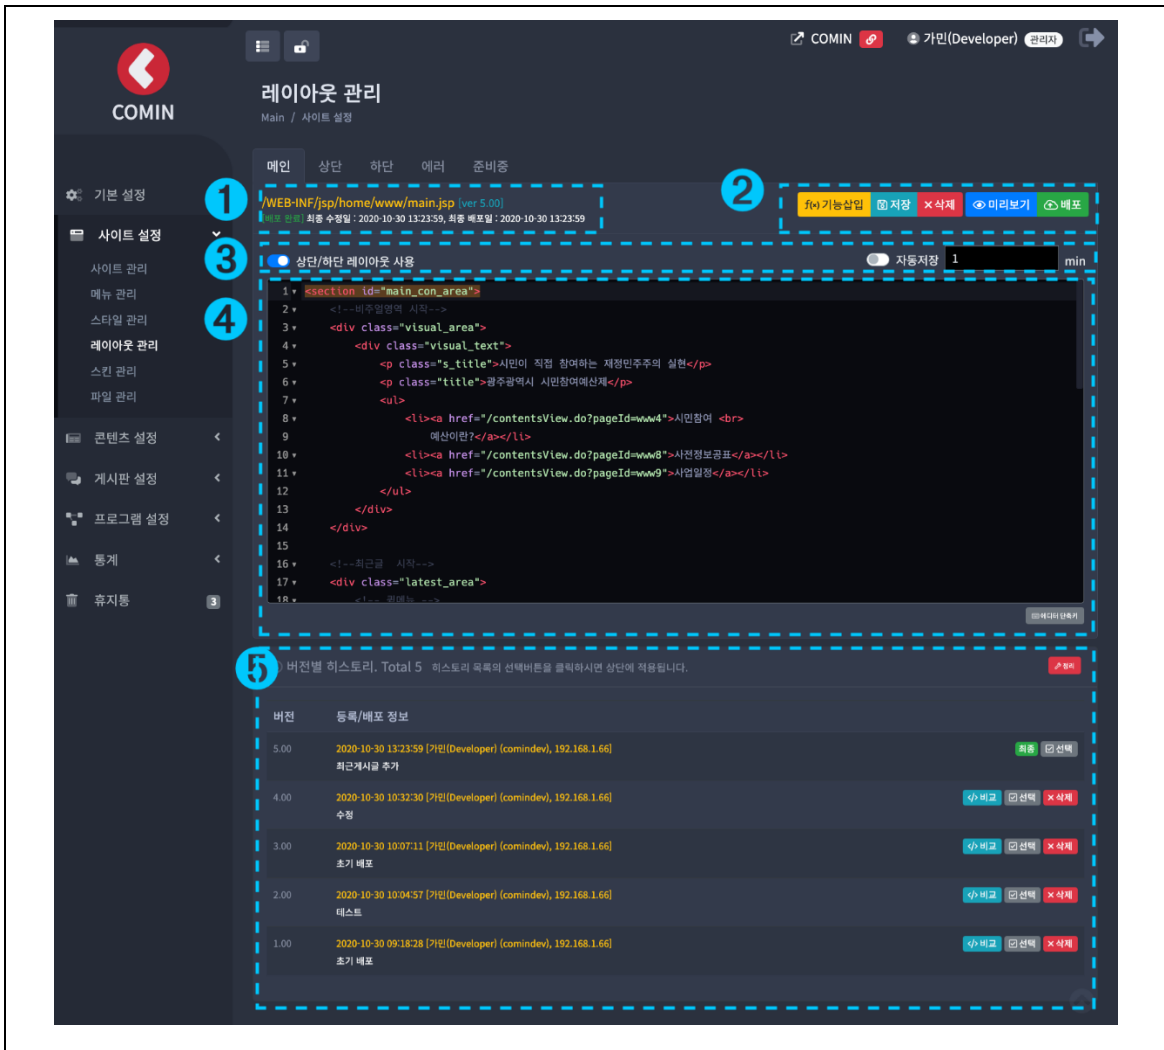 COMIN 가민(Developer) 관리자
COMIN
레이아웃 관리
Main / 사이트 설정
메인 상단 하단 에러 준비중
기본 설정
사이트 설정
사이트 관리
메뉴 관리
스타일 관리
레이아웃 관리
스킨 관리
파일 관리
콘텐츠 설정
게시판 설정
프로그램 설정
통계
휴지통 3
1
/WEB-INF/jsp/home/www/main.jsp [ver 5.00]
[배포 완료] 최종 수정일 : 2020-10-30 13:23:59, 최종 배포일 : 2020-10-30 13:23:59
2
f(x) 기능삽입 저장 ×삭제 미리보기 배포
3
상단/하단 레이아웃 사용 자동저장 1 min
4
1 <section id="main_con_area">
2 <!--비주얼영역 시작-->
3 <div class="visual_area">
4 <div class="visual_text">
5 <p class="s_title">시민이 직접 참여하는 재정민주주의 실현</p>
6 <p class="title">광주광역시 시민참여예산제</p>
7 <ul>
8 <li><a href="/contentsView.do?pageId=www4">시민참여 <br>
9 예산이란?</a></li>
10 <li><a href="/contentsView.do?pageId=www8">사전정보공표</a></li>
11 <li><a href="/contentsView.do?pageId=www9">사업일정</a></li>
12 </ul>
13 </div>
14 </div>
15
16 <!--최근글 시작-->
17 <div class="latest_area">
18 <!-- 퀵메뉴 -->
에디터 단축키
5
버전별 히스토리. Total 5 히스토리 목록의 선택버튼을 클릭하시면 상단에 적용됩니다.
정리
버전 등록/배포 정보
5.00 2020-10-30 13:23:59 [가민(Developer) (comindev), 192.168.1.66] 최종 선택
최근게시글 추가
4.00 2020-10-30 10:32:30 [가민(Developer) (comindev), 192.168.1.66] </> 비교 선택 ×삭제
수정
3.00 2020-10-30 10:07:11 [가민(Developer) (comindev), 192.168.1.66] </> 비교 선택 ×삭제
초기 배포
2.00 2020-10-30 10:04:57 [가민(Developer) (comindev), 192.168.1.66] </> 비교 선택 ×삭제
테스트
1.00 2020-10-30 09:18:28 [가민(Developer) (comindev), 192.168.1.66] </> 비교 선택 ×삭제
초기 배포